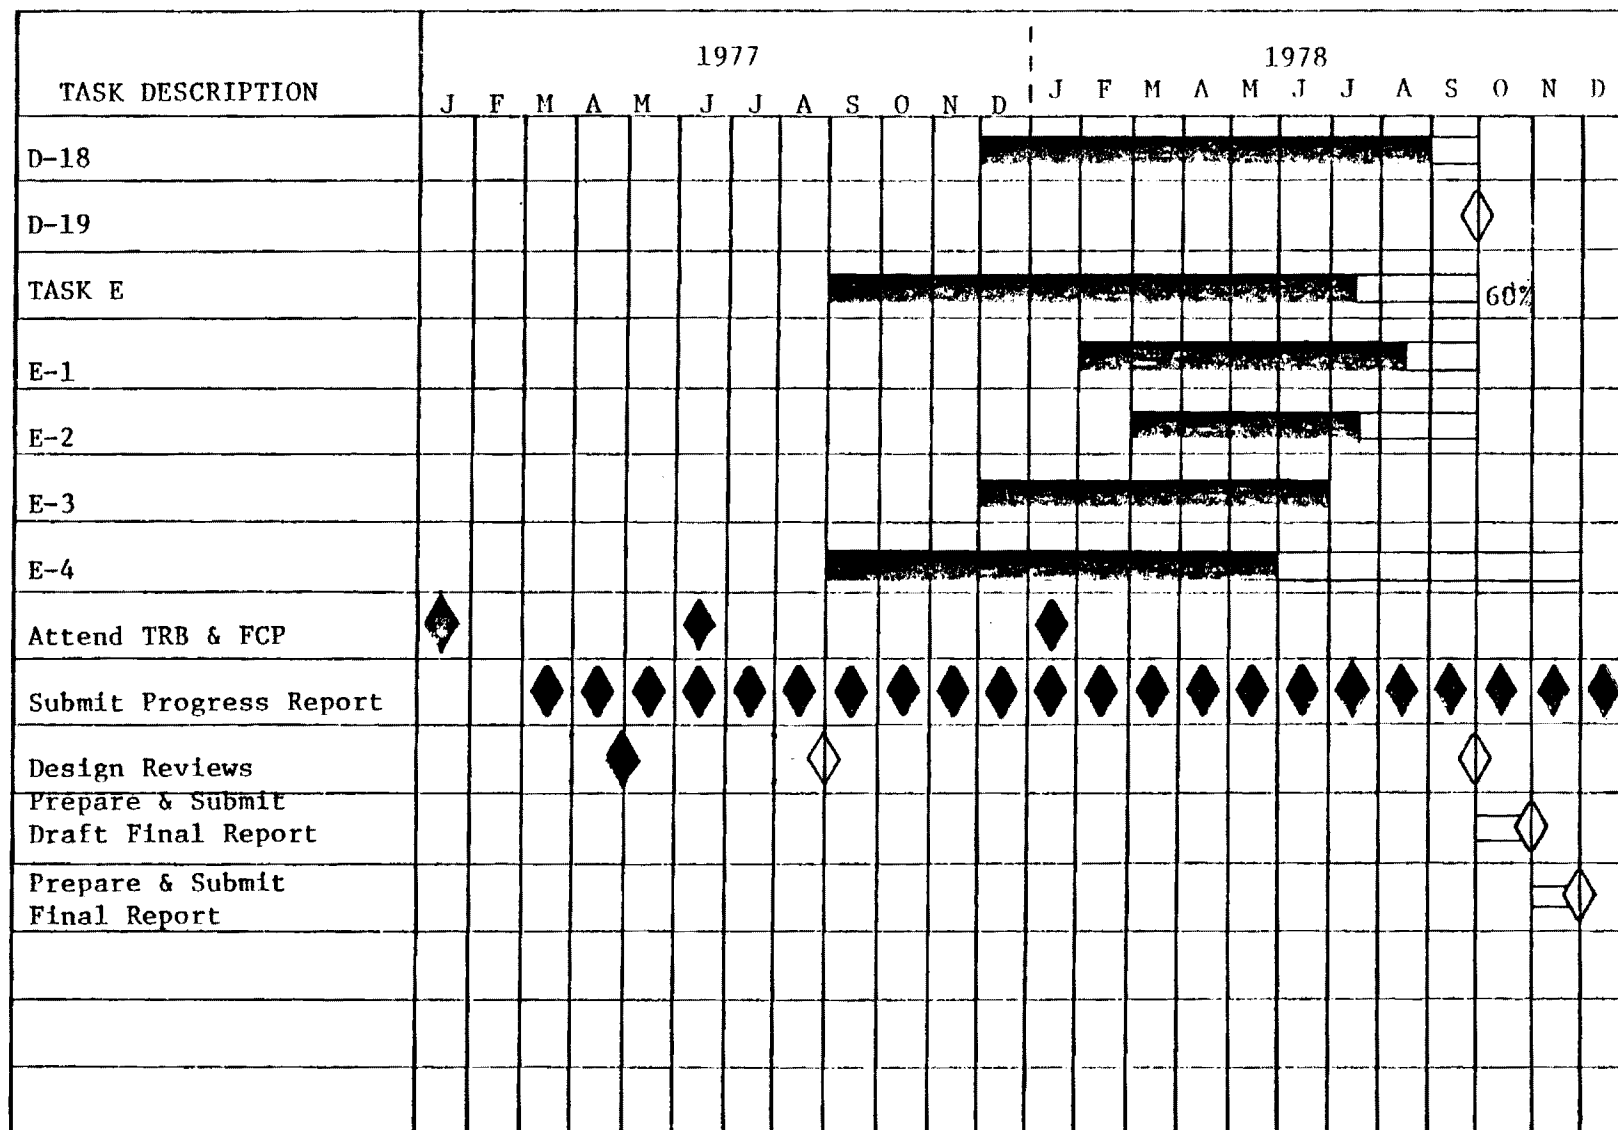 1977 1978
TASK DESCRIPTION J F M A M J J A S O N D J F M A M J J A S O N D
D-18
D-19
TASK E 60%
E-1
E-2
E-3
E-4
Attend TRB & FCP
Submit Progress Report
Design Reviews
Prepare & Submit
Draft Final Report
Prepare & Submit
Final Report